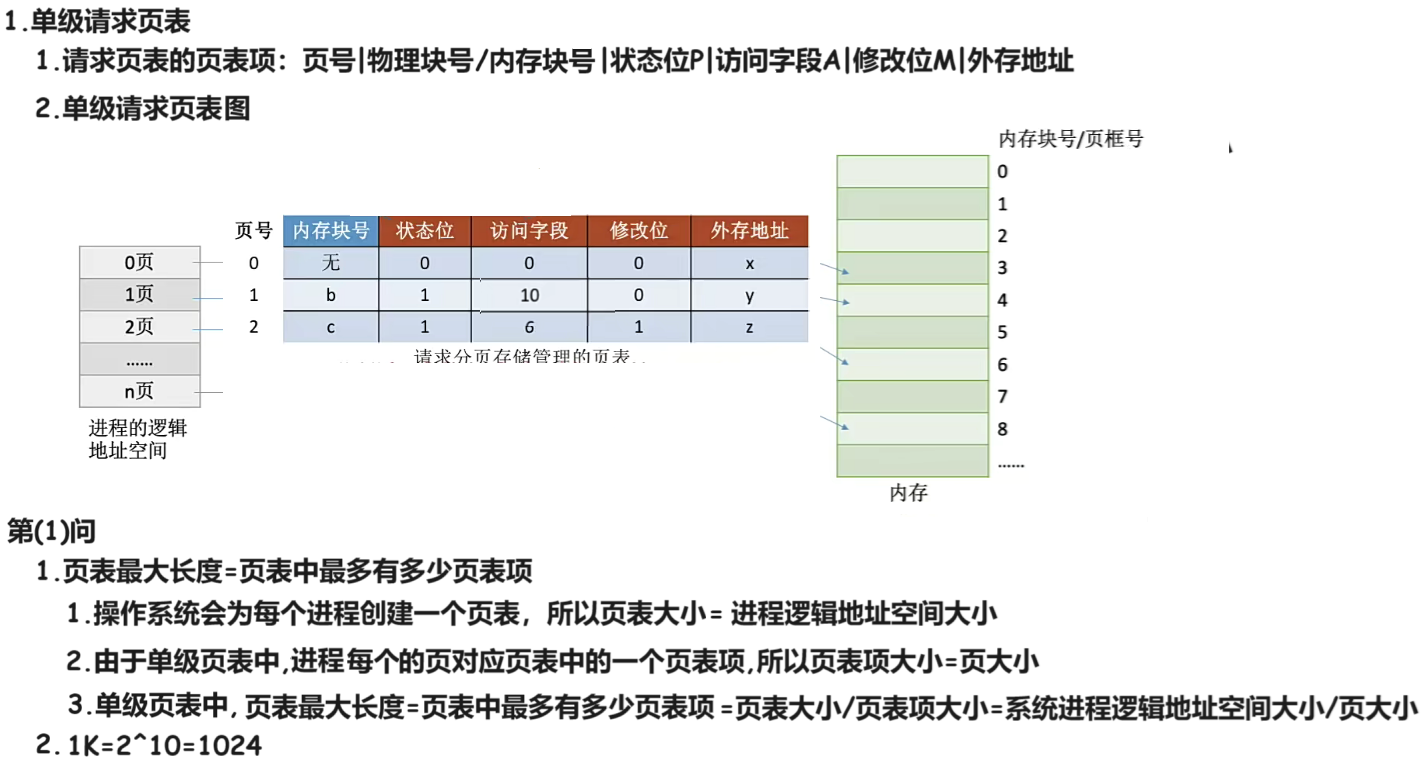 1.单级请求页表
1.请求页表的页表项：页号|物理块号/内存块号|状态位P|访问字段A|修改位M|外存地址
2.单级请求页表图
内存块号/页框号
页号 内存块号 状态位 访问字段 修改位 外存地址
0 无 0 0 0 x
1 b 1 10 0 y
2 c 1 6 1 z
请求分页存储管理的页表
0页
1页
2页
......
n页
进程的逻辑
地址空间
0
1
2
3
4
5
6
7
8
......
内存
第(1)问
1.页表最大长度=页表中最多有多少页表项
1.操作系统会为每个进程创建一个页表，所以页表大小= 进程逻辑地址空间大小
2.由于单级页表中,进程每个的页对应页表中的一个页表项,所以页表项大小=页大小
3.单级页表中, 页表最大长度=页表中最多有多少页表项 =页表大小/页表项大小=系统进程逻辑地址空间大小/页大小
2. 1K=2^10=1024